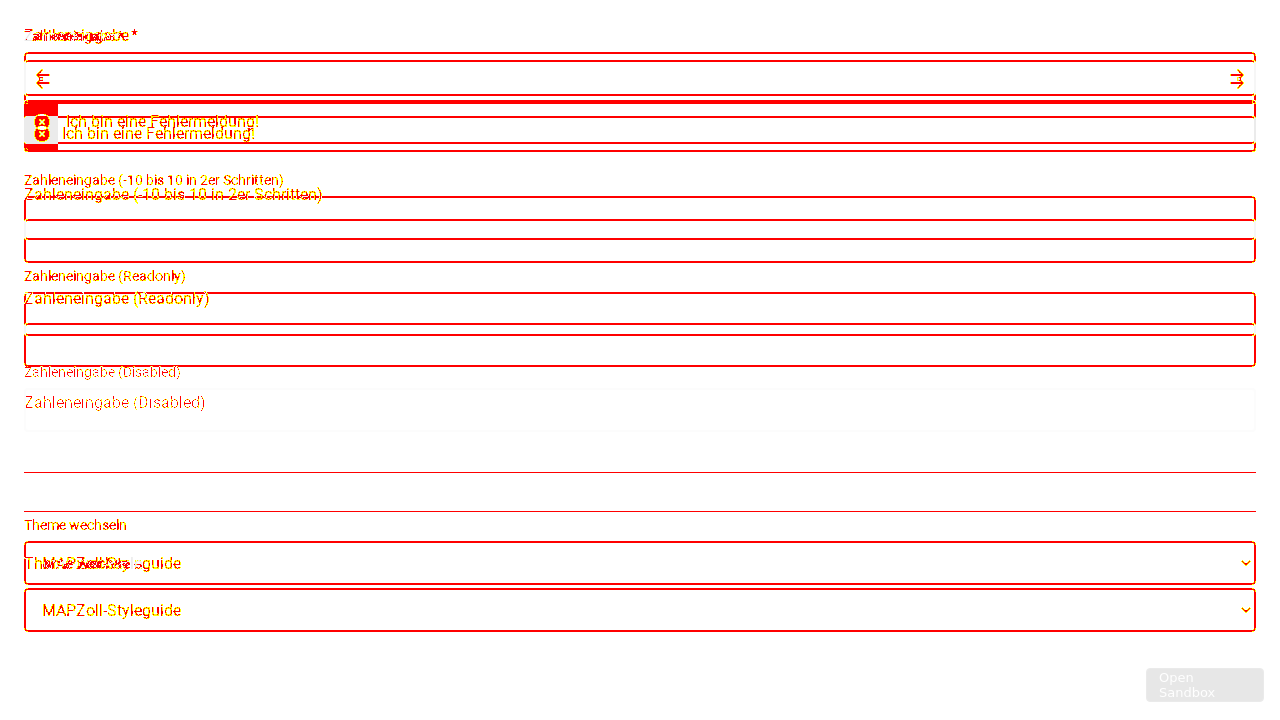 Zahleneingabe *
Ich bin eine Fehlermeldung!
Ich bin eine Fehlermeldung!
Zahleneingabe (-10 bis 10 in 2er Schritten)
Zahleneingabe (-10 bis 10 in 2er Schritten)
Zahleneingabe (Readonly)
Zahleneingabe (Readonly)
Zahleneingabe (Disabled)
Zahleneingabe (Disabled)
Theme wechseln
MAPZoll-Styleguide
MAPZoll-Styleguide
Open
Sandbox